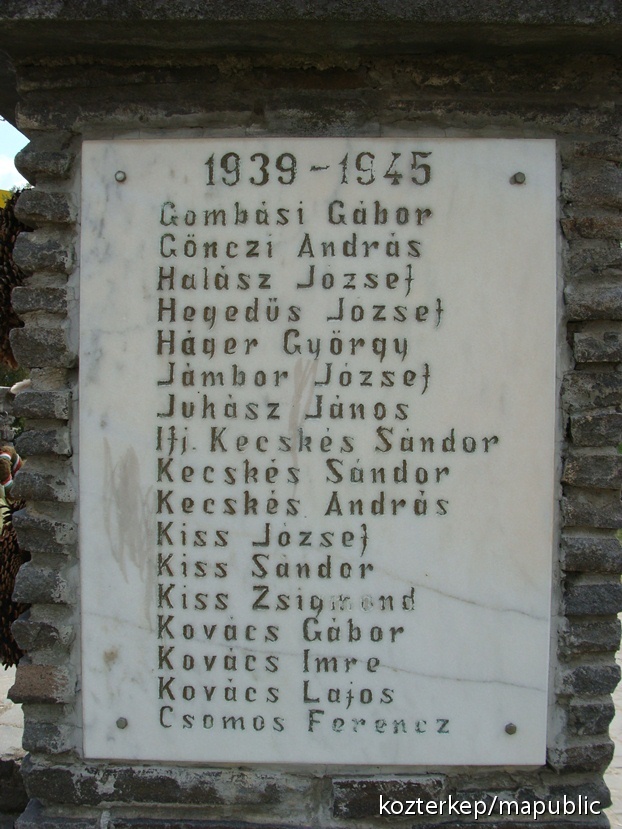 1939-1945
Gombási Gábor
Gönczi András
Halász József
Hegedűs József
Háger György
Jámbor József
Juhász János
Ifj. Kecskés Sándor
Kecskés Sándor
Kecskés András
Kiss József
Kiss Sándor
Kiss Zsigmond
Kovács Gábor
Kovács Imre
Kovács Lajos
Csomos Ferencz
kozterkep/mapublic